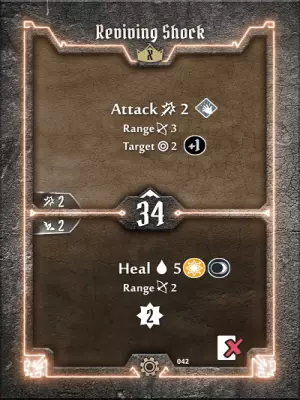 Reviving Shock
X
Attack 2
Range 3
Target 2 +1
2
34
2
Heal 5
Range 2
2
042